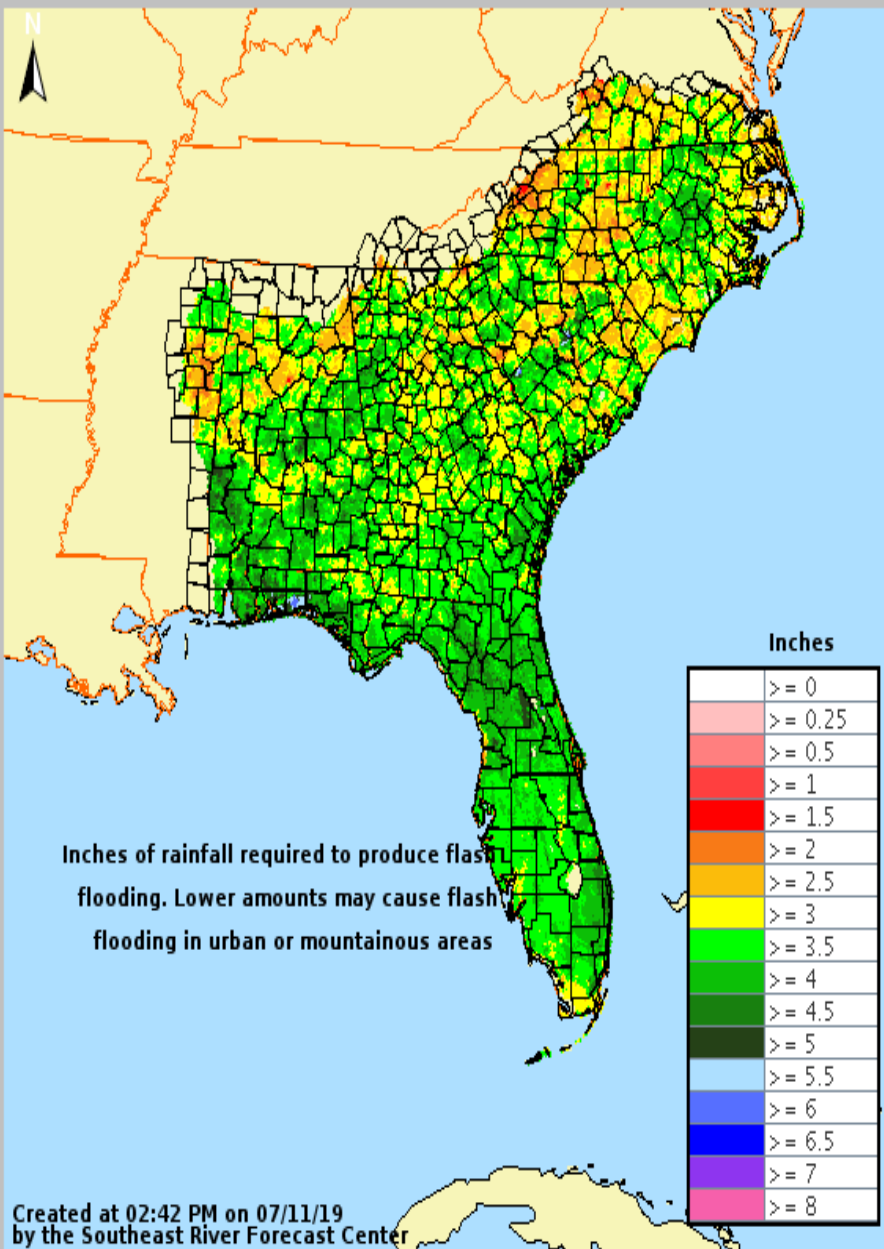 N
Inches
>= 0
>= 0.25
>= 0.5
>= 1
>= 1.5
>= 2
>= 2.5
>= 3
>= 3.5
>= 4
>= 4.5
>= 5
>= 5.5
>= 6
>= 6.5
>= 7
>= 8
Inches of rainfall required to produce flash
flooding. Lower amounts may cause flash
flooding in urban or mountainous areas
Created at 02:42 PM on 07/11/19
by the Southeast River Forecast Center